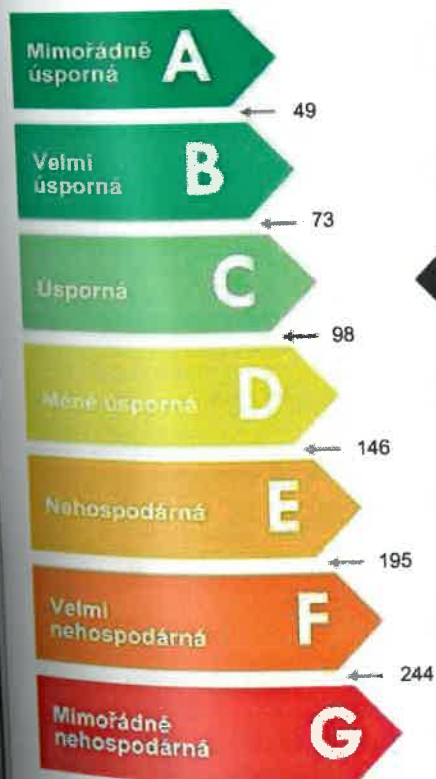 Mimořádně
úsporná
A
49
Velmi
úsporná
B
73
Úsporná
C
98
Méně úsporná
D
146
Nehospodárná
E
195
Velmi
nehospodárná
F
244
Mimořádně
nehospodárná
G